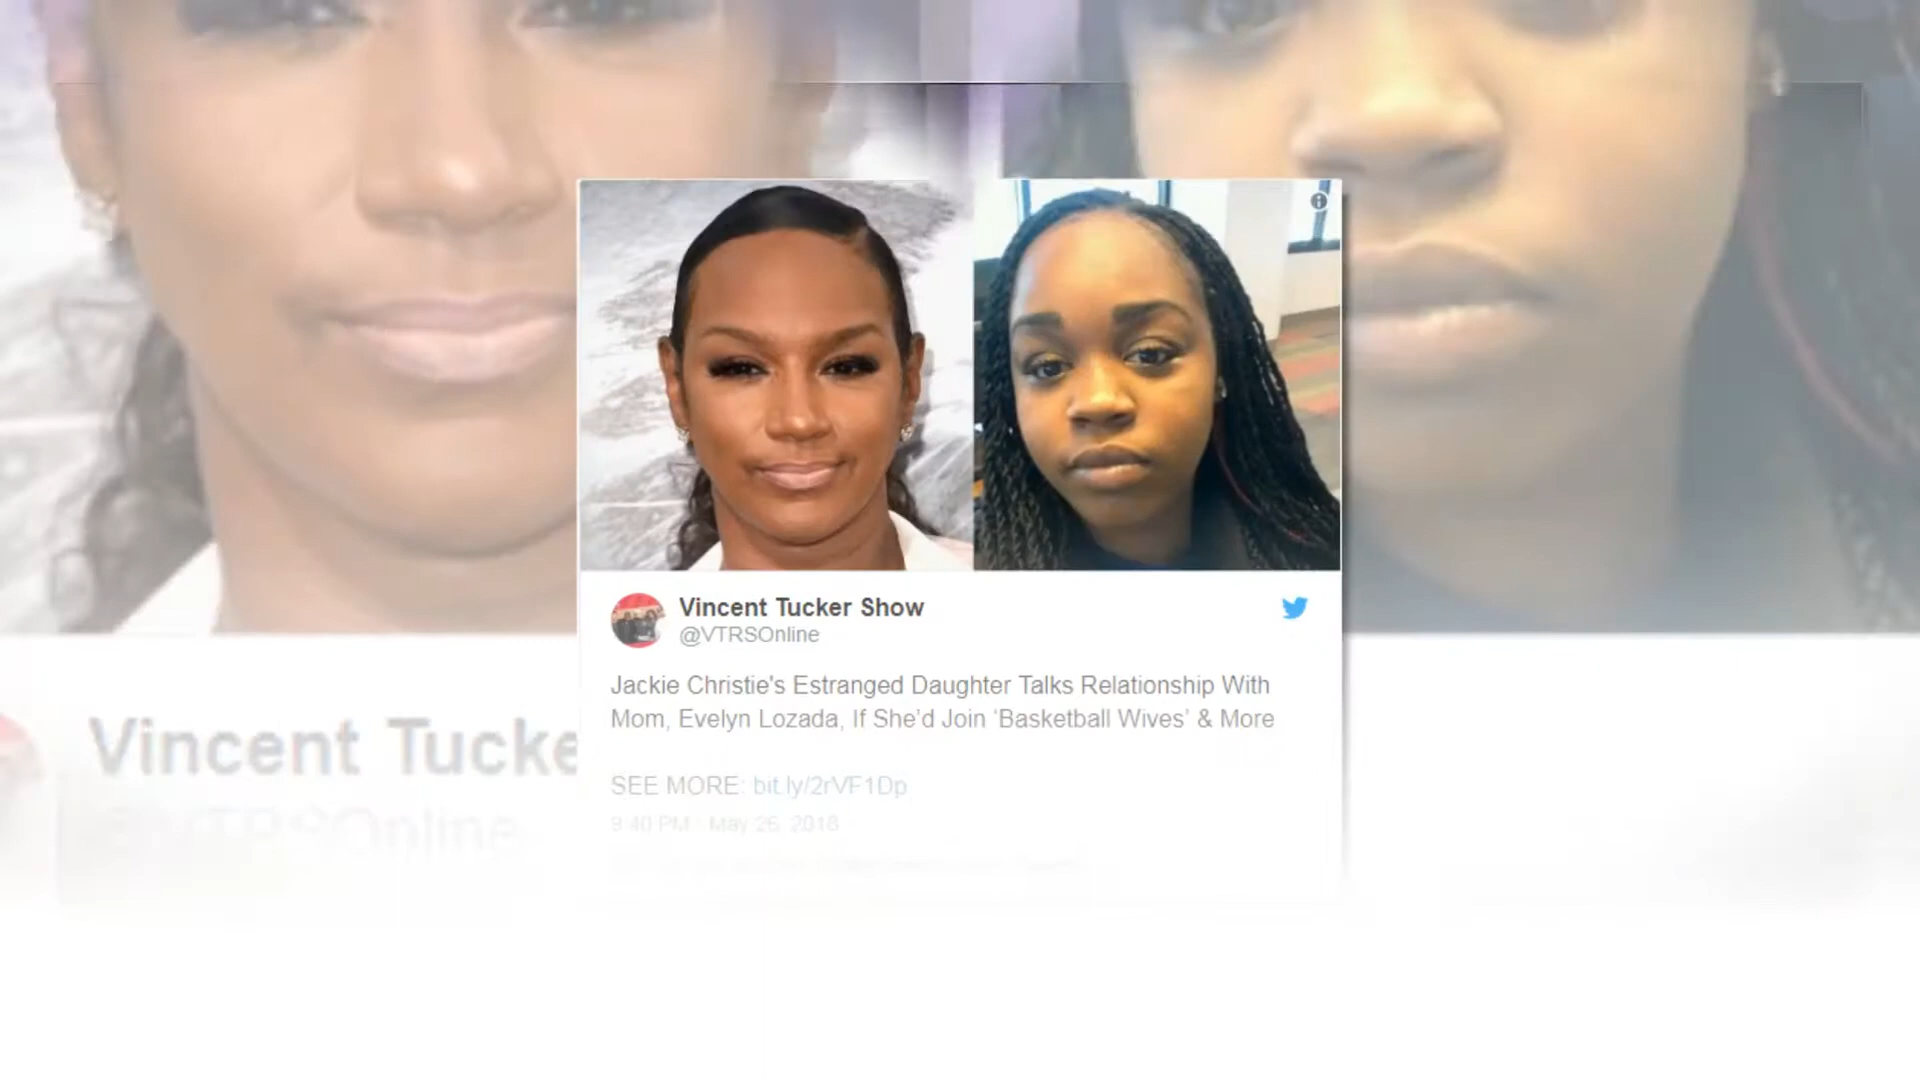 Vincent Tucker Show
@VTRSOnline
Jackie Christie's Estranged Daughter Talks Relationship With
Mom, Evelyn Lozada, If She'd Join 'Basketball Wives' & More
SEE MORE: bit.ly/2rVF1Dp
9:40 PM - May 25, 2018
Vincent Tucke
@VTRSOnline